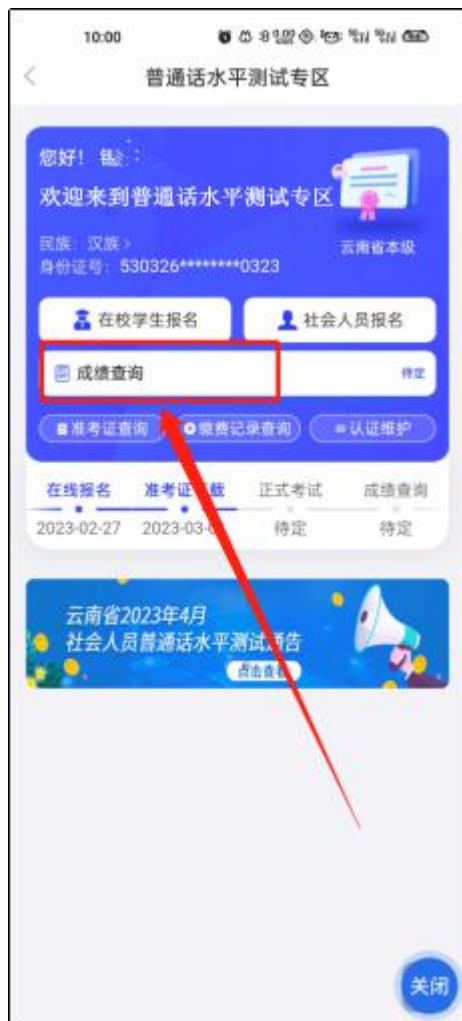 10:00
普通话水平测试专区
您好！
欢迎来到普通话水平测试专区
民族: 汉族>
云南省本级
身份证号: 530326********0323
在校学生报名
社会人员报名
成绩查询
待定
准考证查询
缴费记录查询
认证维护
在线报名
正式考试
成绩查询
2023-02-27
待定
待定
云南省2023年4月
社会人员普通话水平测试通告
点击查看
关闭